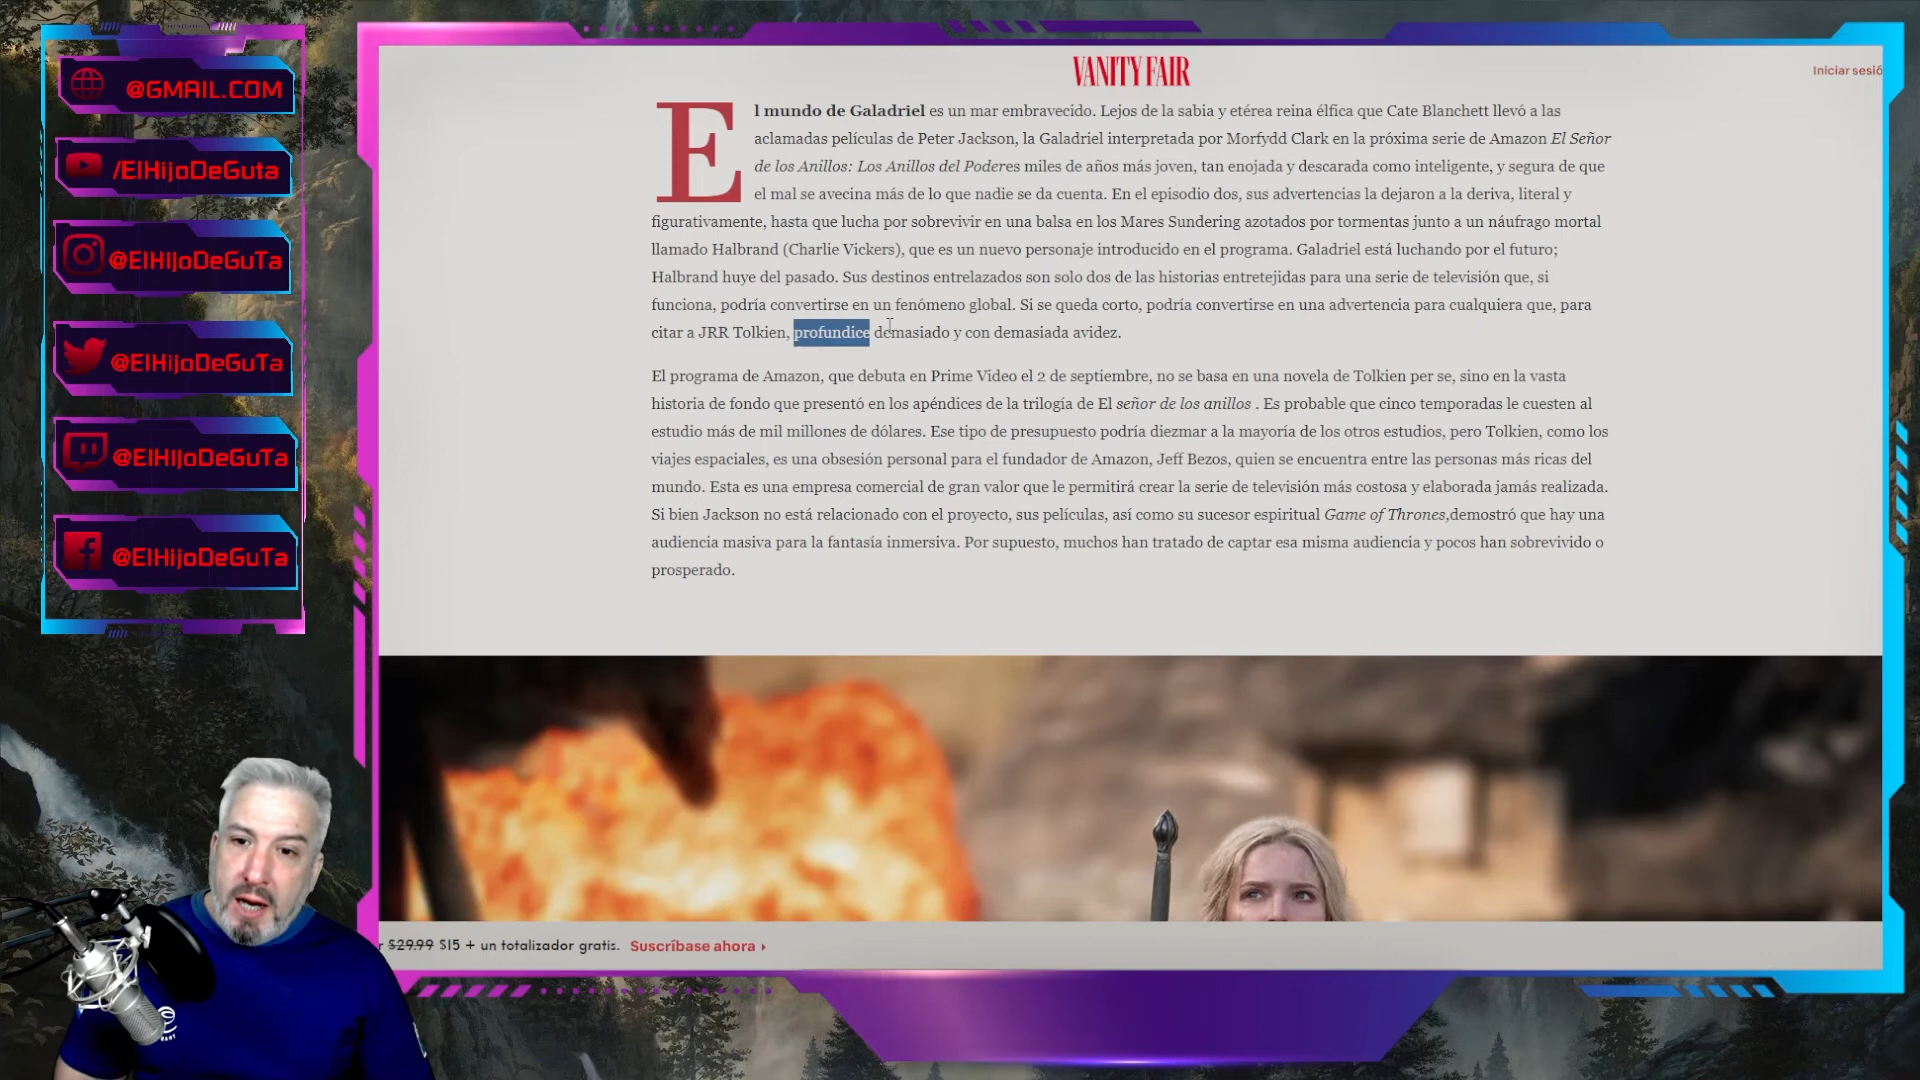 @GMAIL.COM
/ElHijoDeGuta
@ElHijoDeGuTa
@ElHijoDeGuTa
@ElHijoDeGuTa
@ElHijoDeGuTa
VANITY FAIR
Iniciar sesió
El mundo de Galadriel es un mar embravecido. Lejos de la sabia y etérea reina élfica que Cate Blanchett llevó a las
aclamadas películas de Peter Jackson, la Galadriel interpretada por Morfydd Clark en la próxima serie de Amazon El Señor
de los Anillos: Los Anillos del Poderes miles de años más joven, tan enojada y descarada como inteligente, y segura de que
el mal se avecina más de lo que nadie se da cuenta. En el episodio dos, sus advertencias la dejaron a la deriva, literal y
figurativamente, hasta que lucha por sobrevivir en una balsa en los Mares Sundering azotados por tormentas junto a un náufrago mortal
llamado Halbrand (Charlie Vickers), que es un nuevo personaje introducido en el programa. Galadriel está luchando por el futuro;
Halbrand huye del pasado. Sus destinos entrelazados son solo dos de las historias entretejidas para una serie de televisión que, si
funciona, podría convertirse en un fenómeno global. Si se queda corto, podría convertirse en una advertencia para cualquiera que, para
citar a JRR Tolkien, profundice demasiado y con demasiada avidez.
El programa de Amazon, que debuta en Prime Video el 2 de septiembre, no se basa en una novela de Tolkien per se, sino en la vasta
historia de fondo que presentó en los apéndices de la trilogía de El señor de los anillos . Es probable que cinco temporadas le cuesten al
estudio más de mil millones de dólares. Ese tipo de presupuesto podría diezmar a la mayoría de los otros estudios, pero Tolkien, como los
viajes espaciales, es una obsesión personal para el fundador de Amazon, Jeff Bezos, quien se encuentra entre las personas más ricas del
mundo. Esta es una empresa comercial de gran valor que le permitirá crear la serie de televisión más costosa y elaborada jamás realizada.
Si bien Jackson no está relacionado con el proyecto, sus películas, así como su sucesor espiritual Game of Thrones,demostró que hay una
audiencia masiva para la fantasía inmersiva. Por supuesto, muchos han tratado de captar esa misma audiencia y pocos han sobrevivido o
prosperado.
r $29.99 $15 + un totalizador gratis. Suscríbase ahora